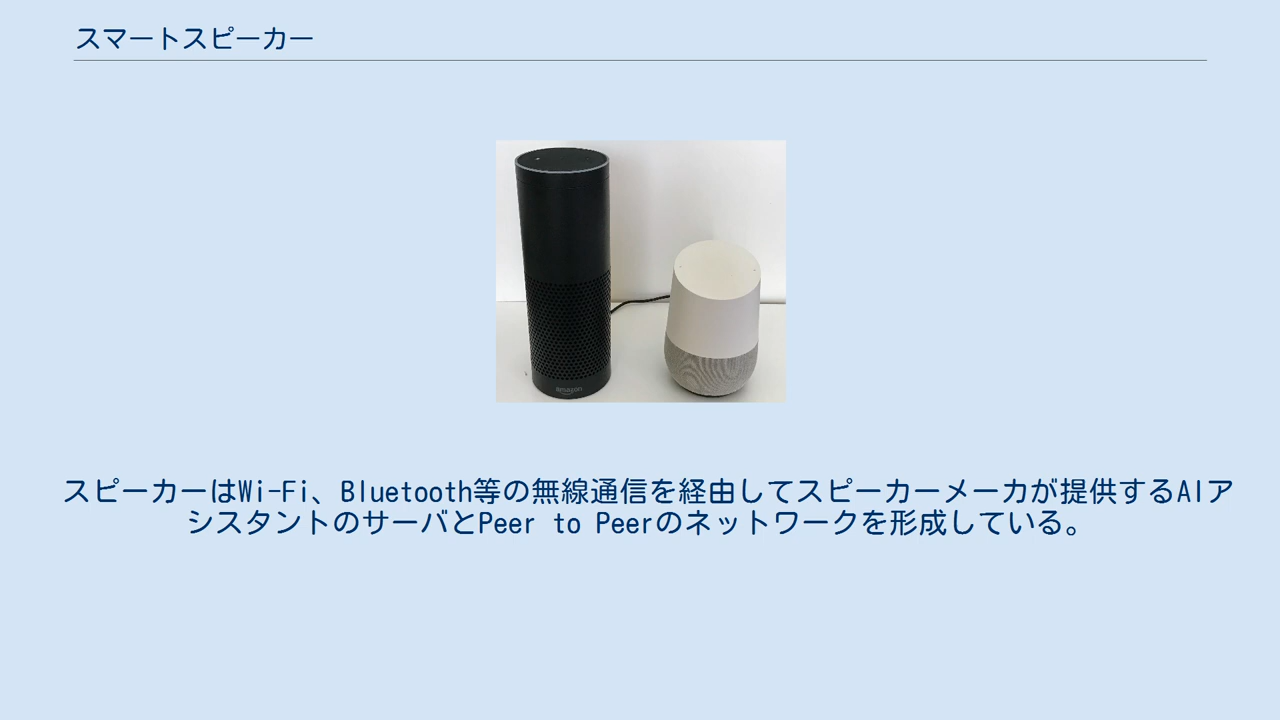 スマートスピーカー
amazon
スピーカーはWi-Fi、Bluetooth等の無線通信を経由してスピーカーメーカが提供するAIア
シスタントのサーバとPeer to Peerのネットワークを形成している。